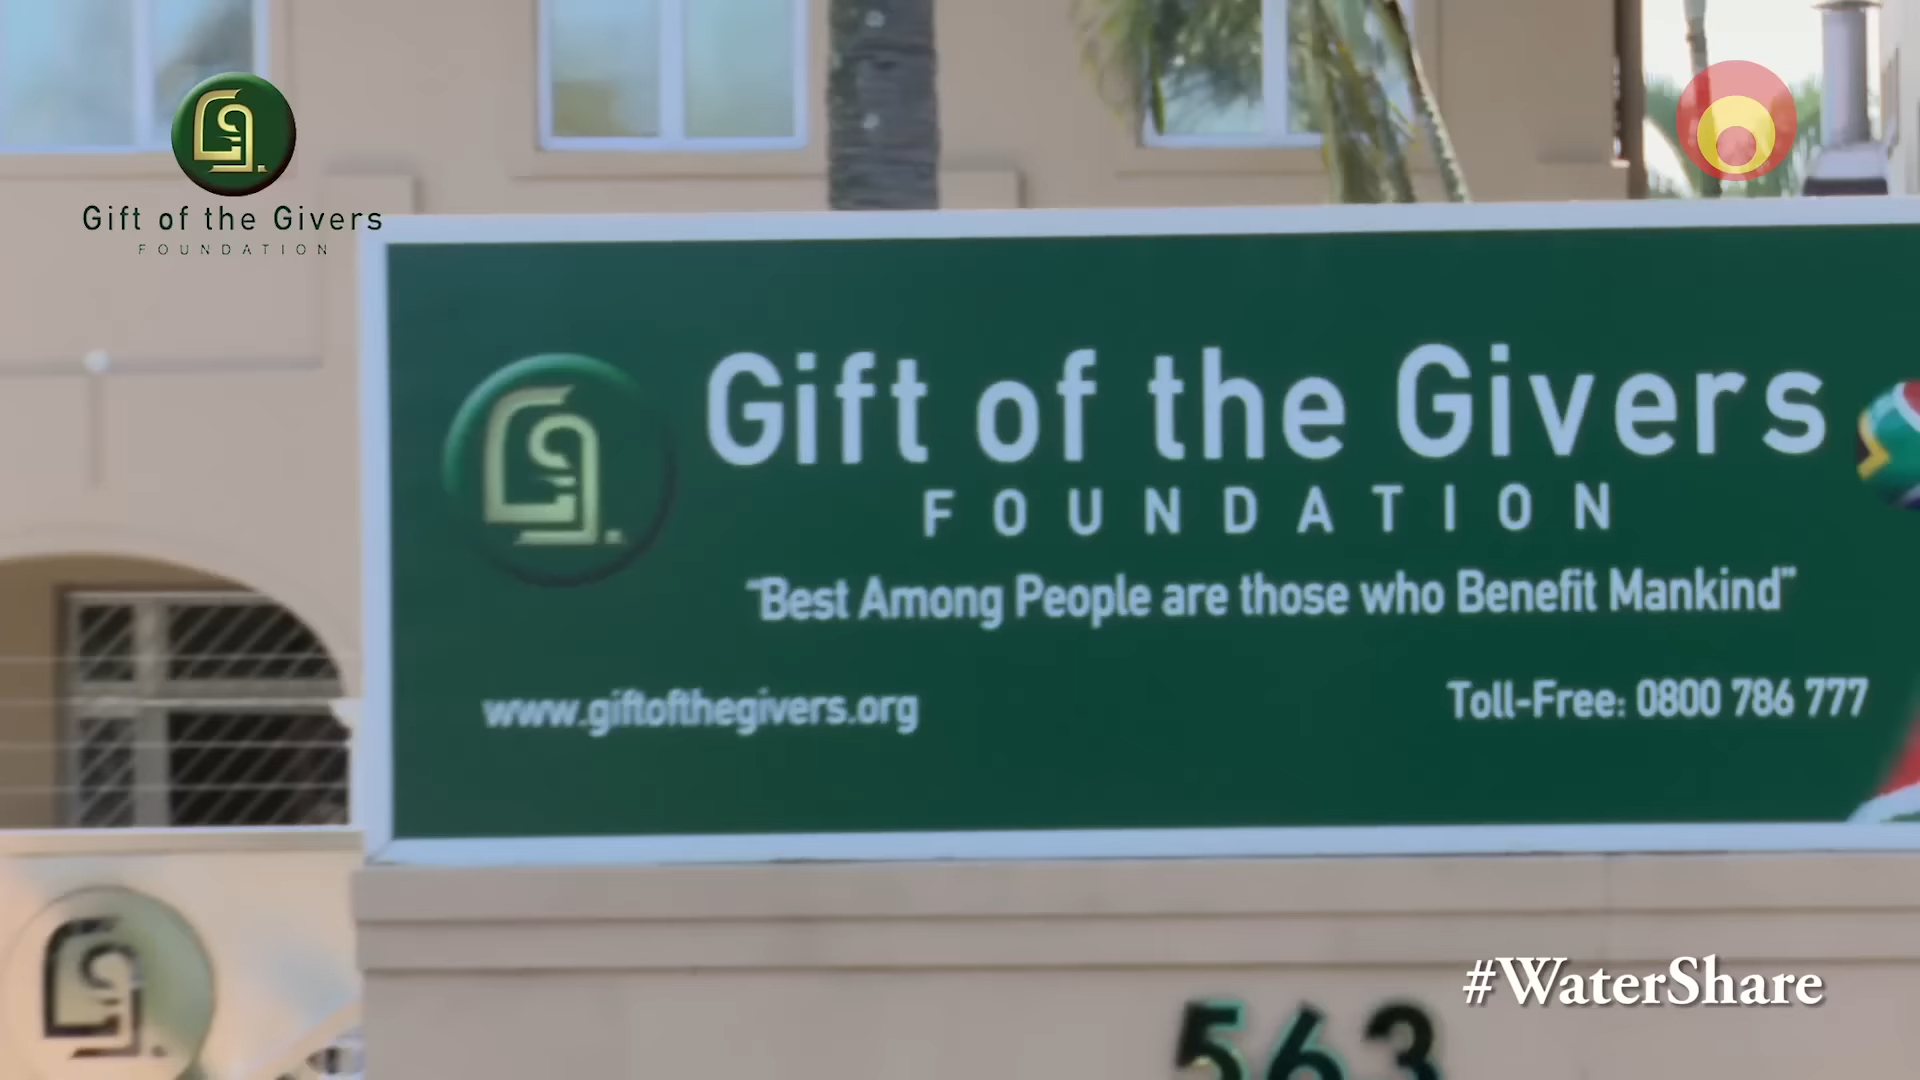 Gift of the Givers
FOUNDATION
Gift of the Givers
FOUNDATION
"Best Among People are those who Benefit Mankind"
www.giftofthegivers.org
Toll-Free: 0800 786 777
#WaterShare
563